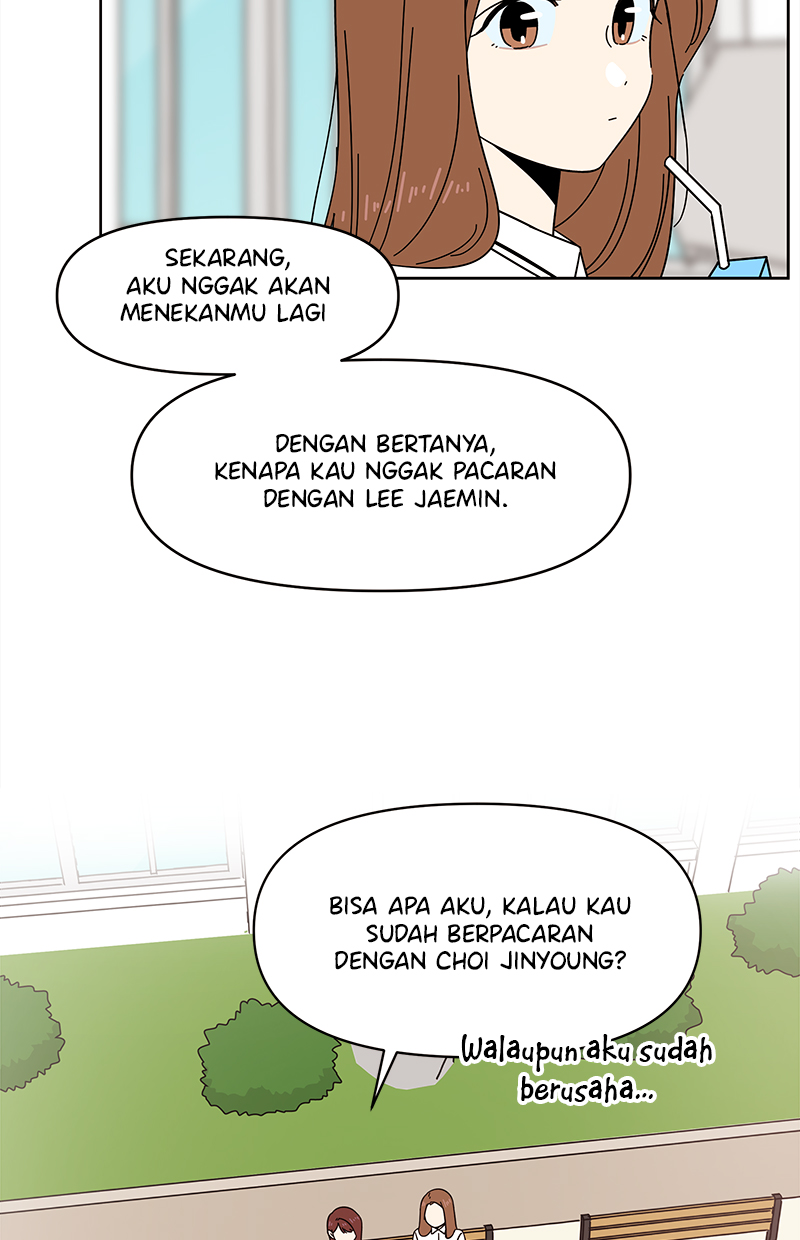 SEKARANG,
AKU NGGAK AKAN
MENEKANMU LAGI
DENGAN BERTANYA,
KENAPA KAU NGGAK PACARAN
DENGAN LEE JAEMIN.
BISA APA AKU, KALAU KAU
SUDAH BERPACARAN
DENGAN CHOI JINYOUNG?
Walaupun aku sudah
berusaha...